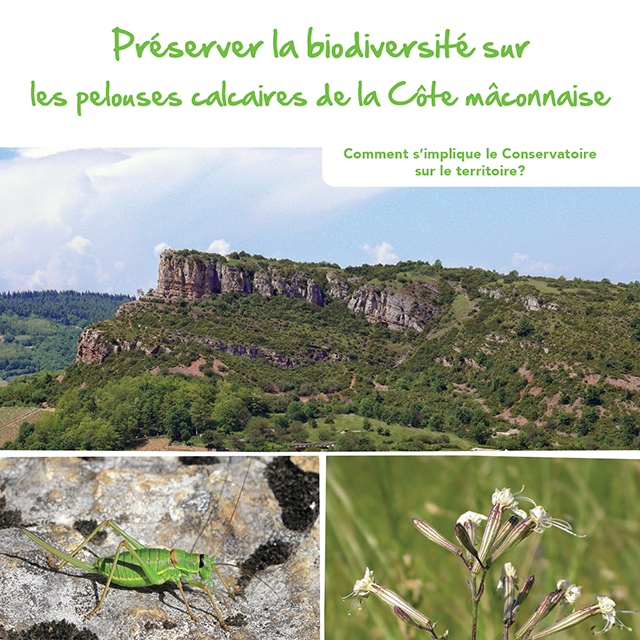 Préserver la biodiversité sur
les pelouses calcaires de la Côte mâconnaise
Comment s'implique le Conservatoire
sur le territoire?